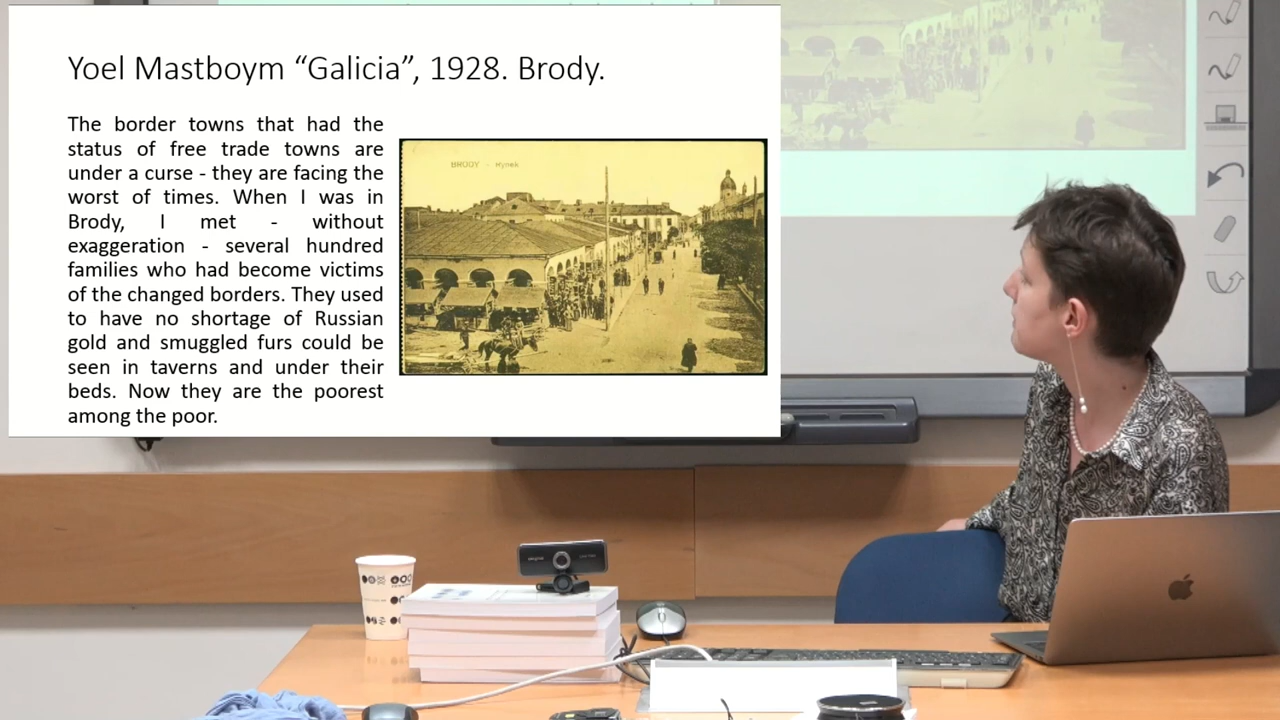 Yoel Mastboym “Galicia”, 1928. Brody.
The border towns that had the
status of free trade towns are
under a curse - they are facing the
worst of times. When I was in
Brody, I met - without
exaggeration - several hundred
families who had become victims
of the changed borders. They used
to have no shortage of Russian
gold and smuggled furs could be
seen in taverns and under their
beds. Now they are the poorest
among the poor.
BRODY - Rynek